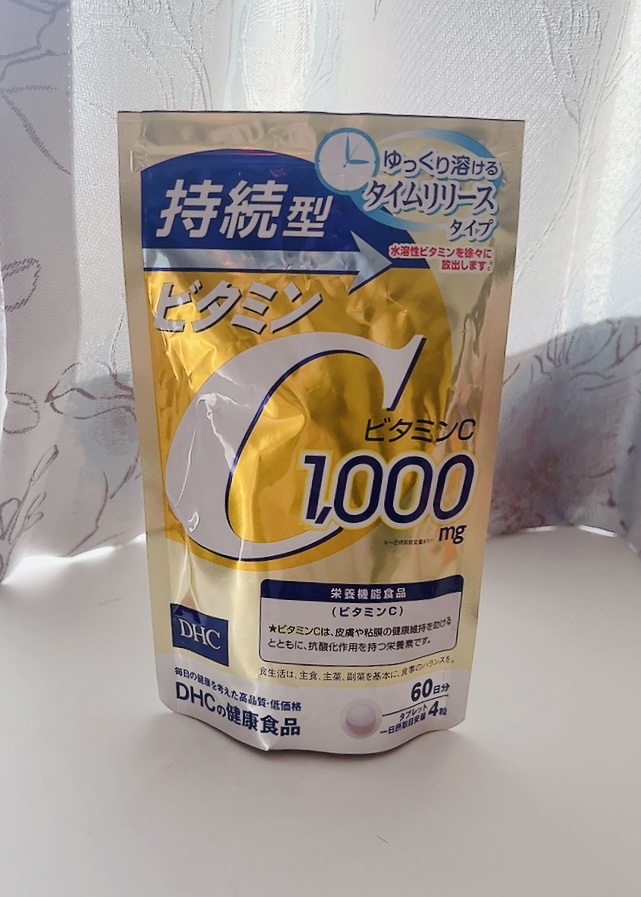 ゆっくり溶ける
タイムリリース
タイプ
水溶性ビタミンを徐々に
放出します。
持続型
ビタミン
C
ビタミンC
1,000
mg
栄養機能食品
(ビタミンC)
★ビタミンCは、皮膚や粘膜の健康維持を助ける
とともに、抗酸化作用を持つ栄養素です。
DHC
食生活は、主食、主菜、副菜を基本に、食事のバランスを。
毎日の健康を考えた高品質・低価格
DHCの健康食品
60日分
タブレット
一日摂取目安量 4粒